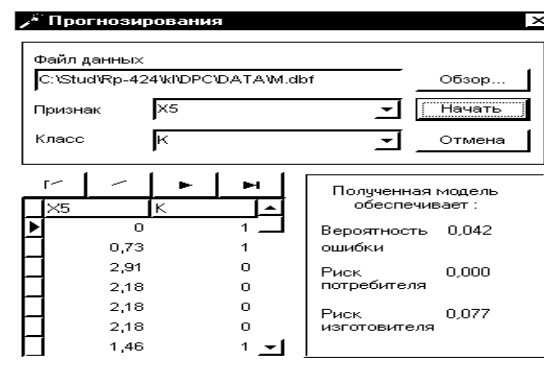 Прогнозирования
Файл данных
C:\Stud\Rp-424\kl\DPC\DATA\M.dbf
Обзор...
Признак X5 Начать
Класс K Отмена
X5 K
0 1
0,73 1
2,91 0
2,18 0
2,18 0
2,18 0
1,46 1
Полученная модель
обеспечивает :
Вероятность 0,042
ошибки
Риск 0,000
потребителя
Риск 0,077
изготовителя